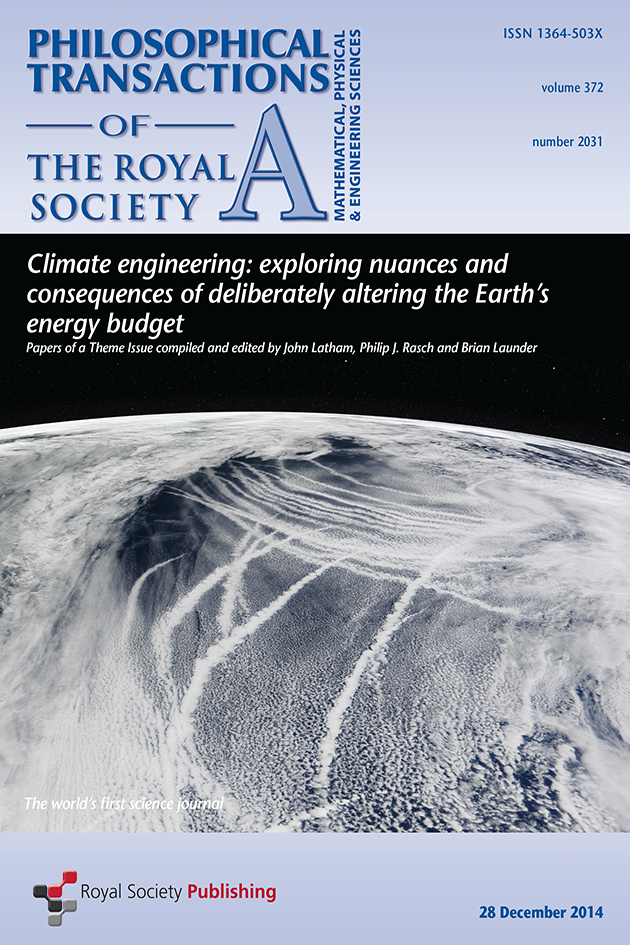 PHILOSOPHICAL
TRANSACTIONS
OF
THE ROYAL
SOCIETY
A
MATHEMATICAL, PHYSICAL
& ENGINEERING SCIENCES
ISSN 1364-503X
volume 372
number 2031
Climate engineering: exploring nuances and
consequences of deliberately altering the Earth's
energy budget
Papers of a Theme Issue compiled and edited by John Latham, Philip J. Rasch and Brian Launder
The world's first science journal
Royal Society Publishing
28 December 2014